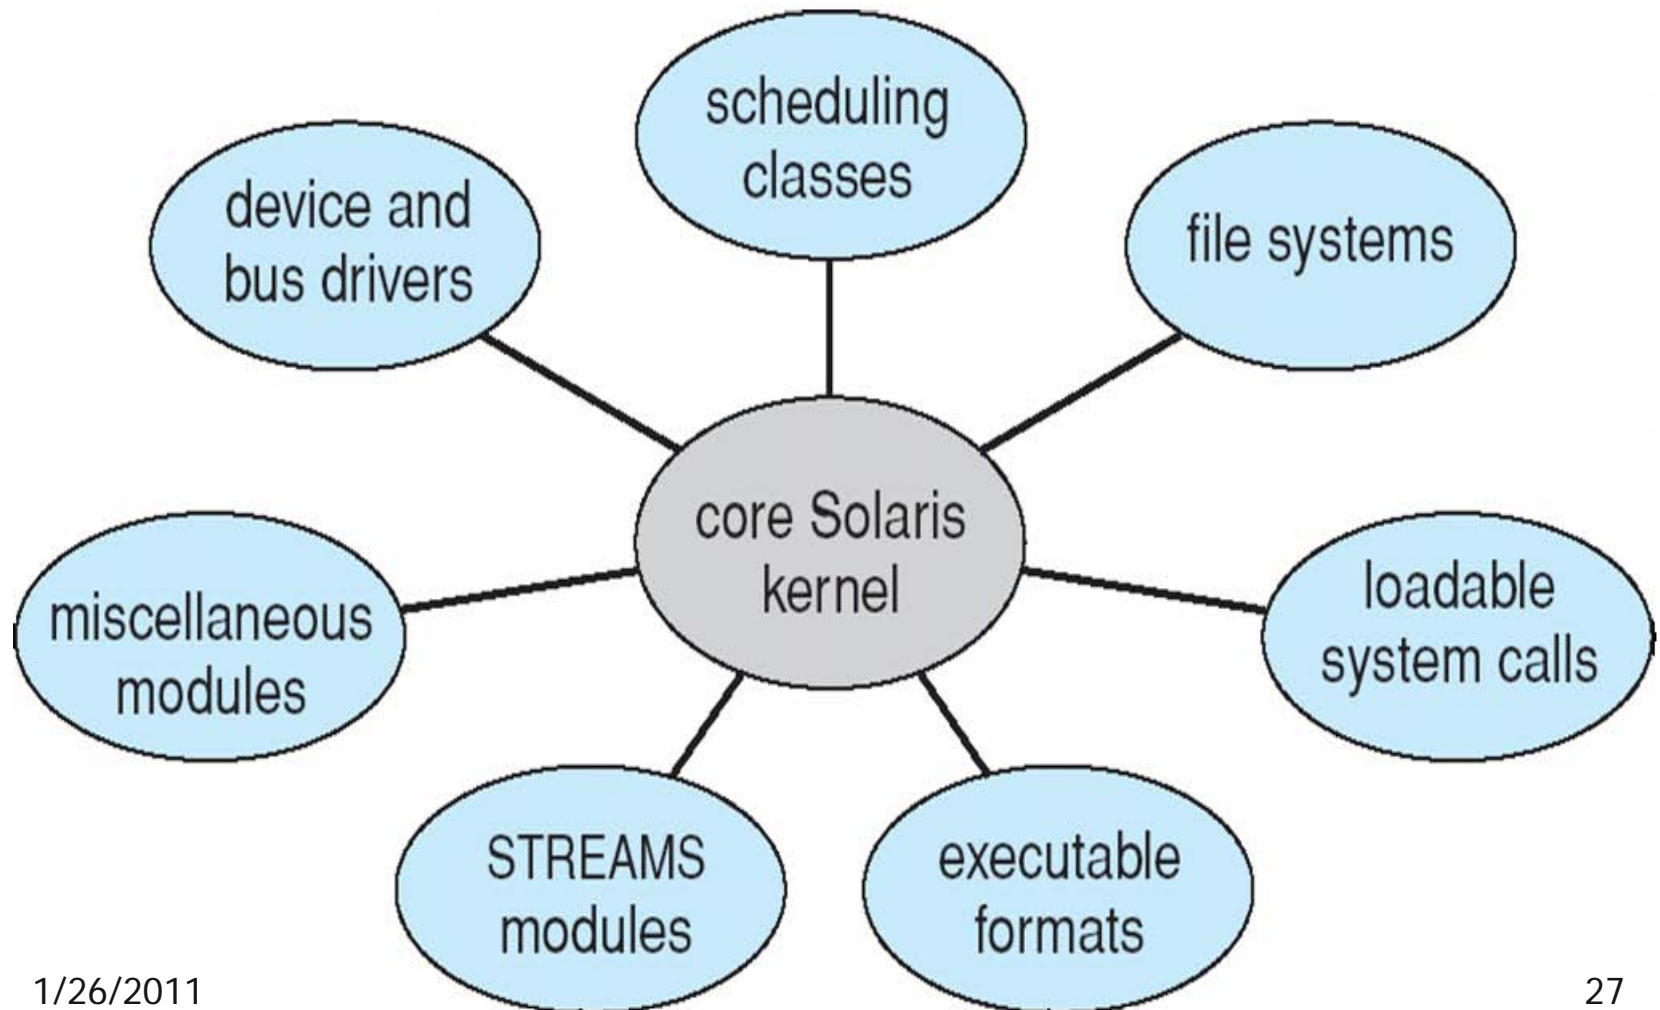 scheduling
classes
device and
bus drivers
file systems
core Solaris
kernel
miscellaneous
modules
loadable
system calls
STREAMS
modules
executable
formats
1/26/2011
27